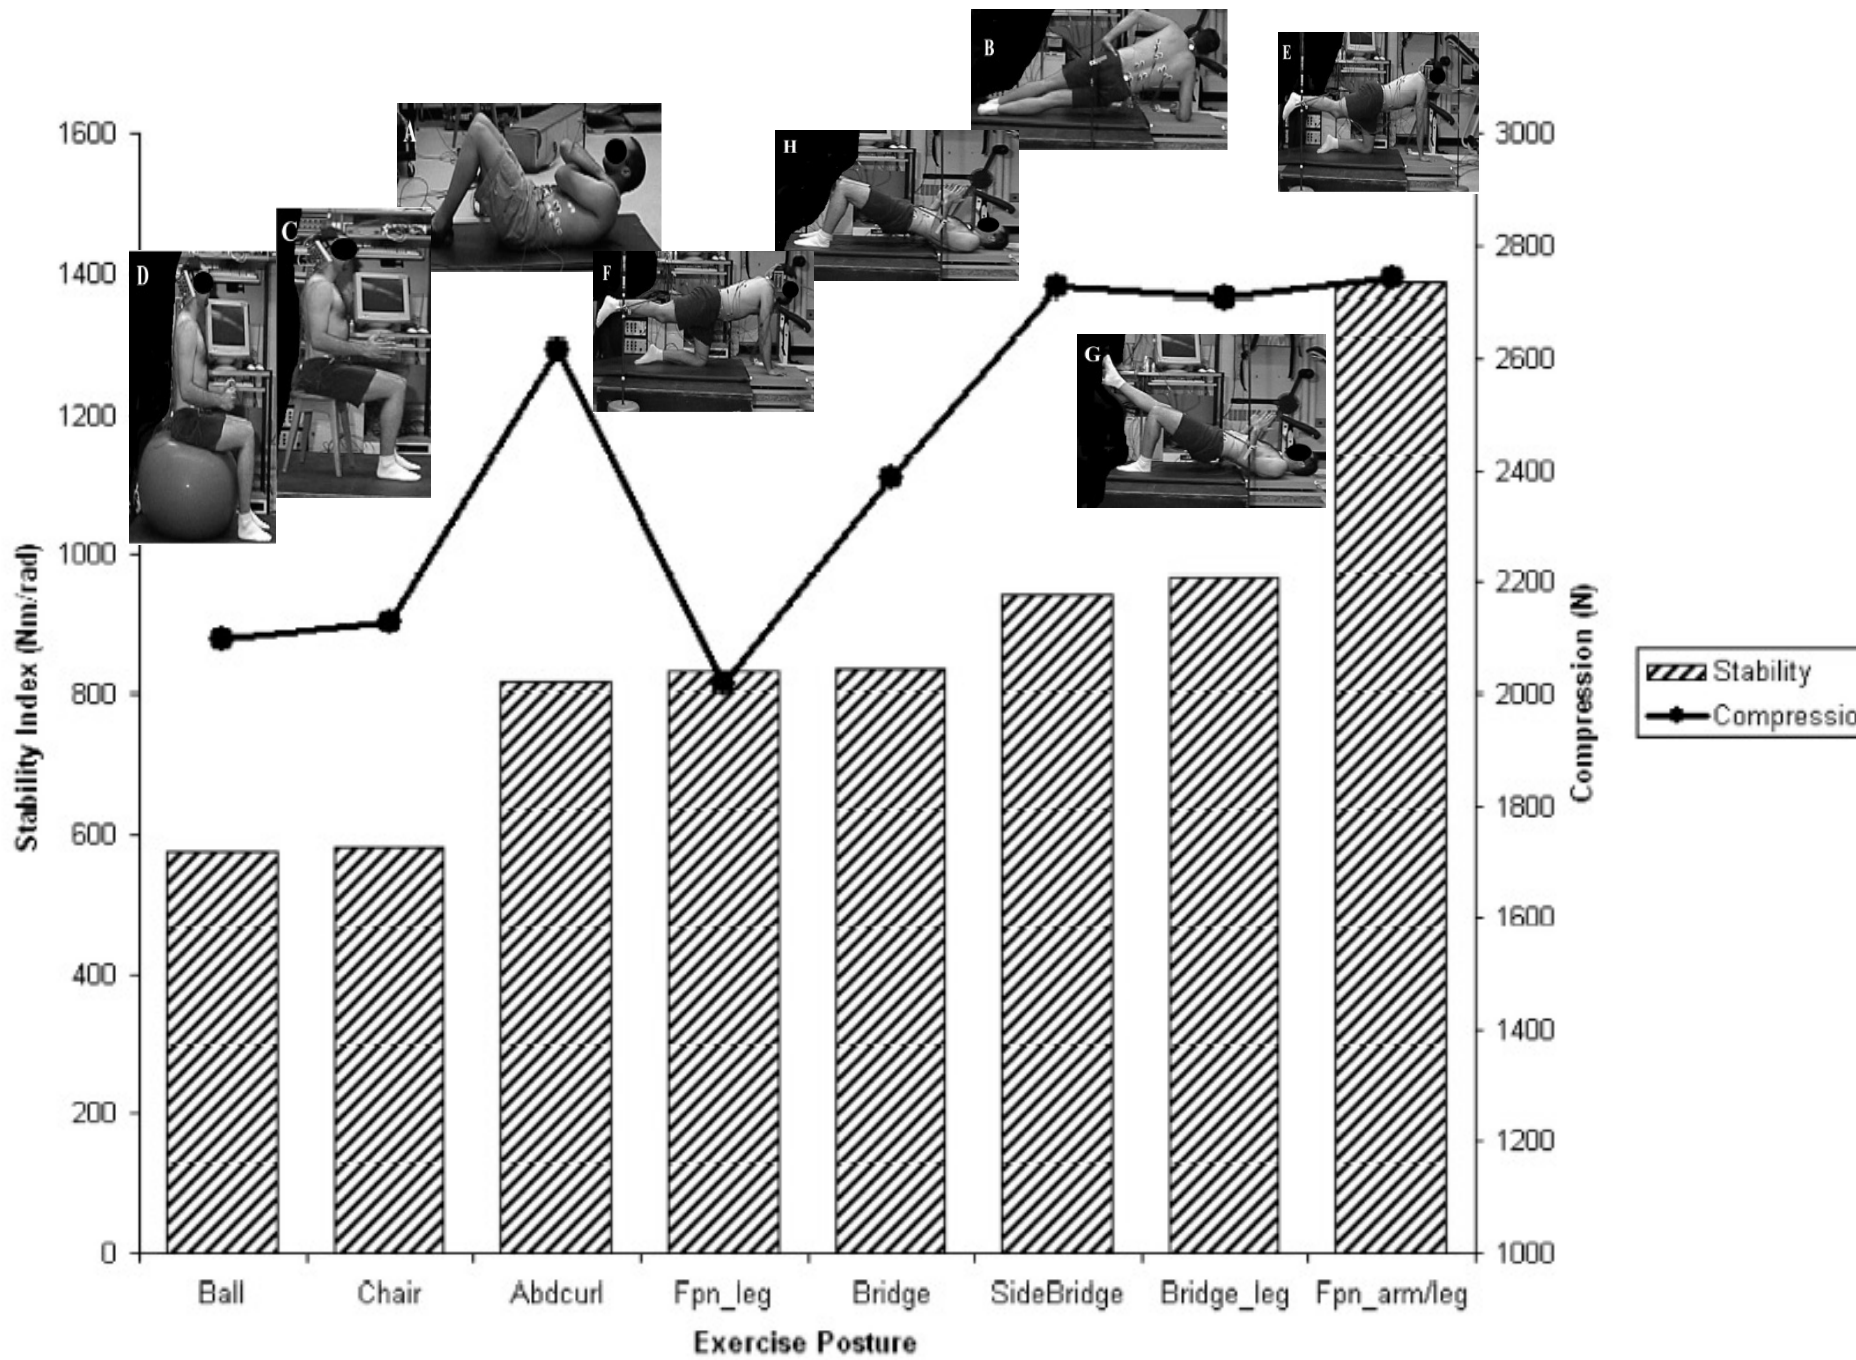 B
E
A
H
C
D
F
G
1600
1400
1200
1000
800
600
400
200
0
Stability Index (Nm/rad)
3000
2800
2600
2400
2200
2000
1800
1600
1400
1200
1000
Compression (N)
Stability
Compressio
Ball Chair Abdcurl Fpn_leg Bridge SideBridge Bridge_leg Fpn_arm/leg
Exercise Posture